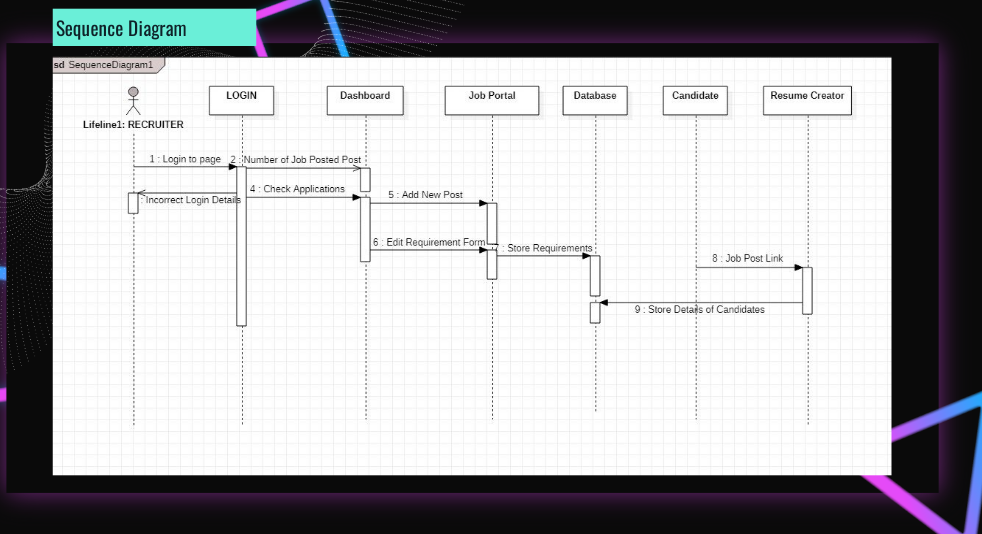 Sequence Diagram
sd SequenceDiagram1
LOGIN
Dashboard
Job Portal
Database
Candidate
Resume Creator
Lifeline1: RECRUITER
1 : Login to page
2 : Number of Job Posted Post
: Incorrect Login Details
4 : Check Applications
5 : Add New Post
6 : Edit Requirement Form
: Store Requirements
8 : Job Post Link
9 : Store Details of Candidates